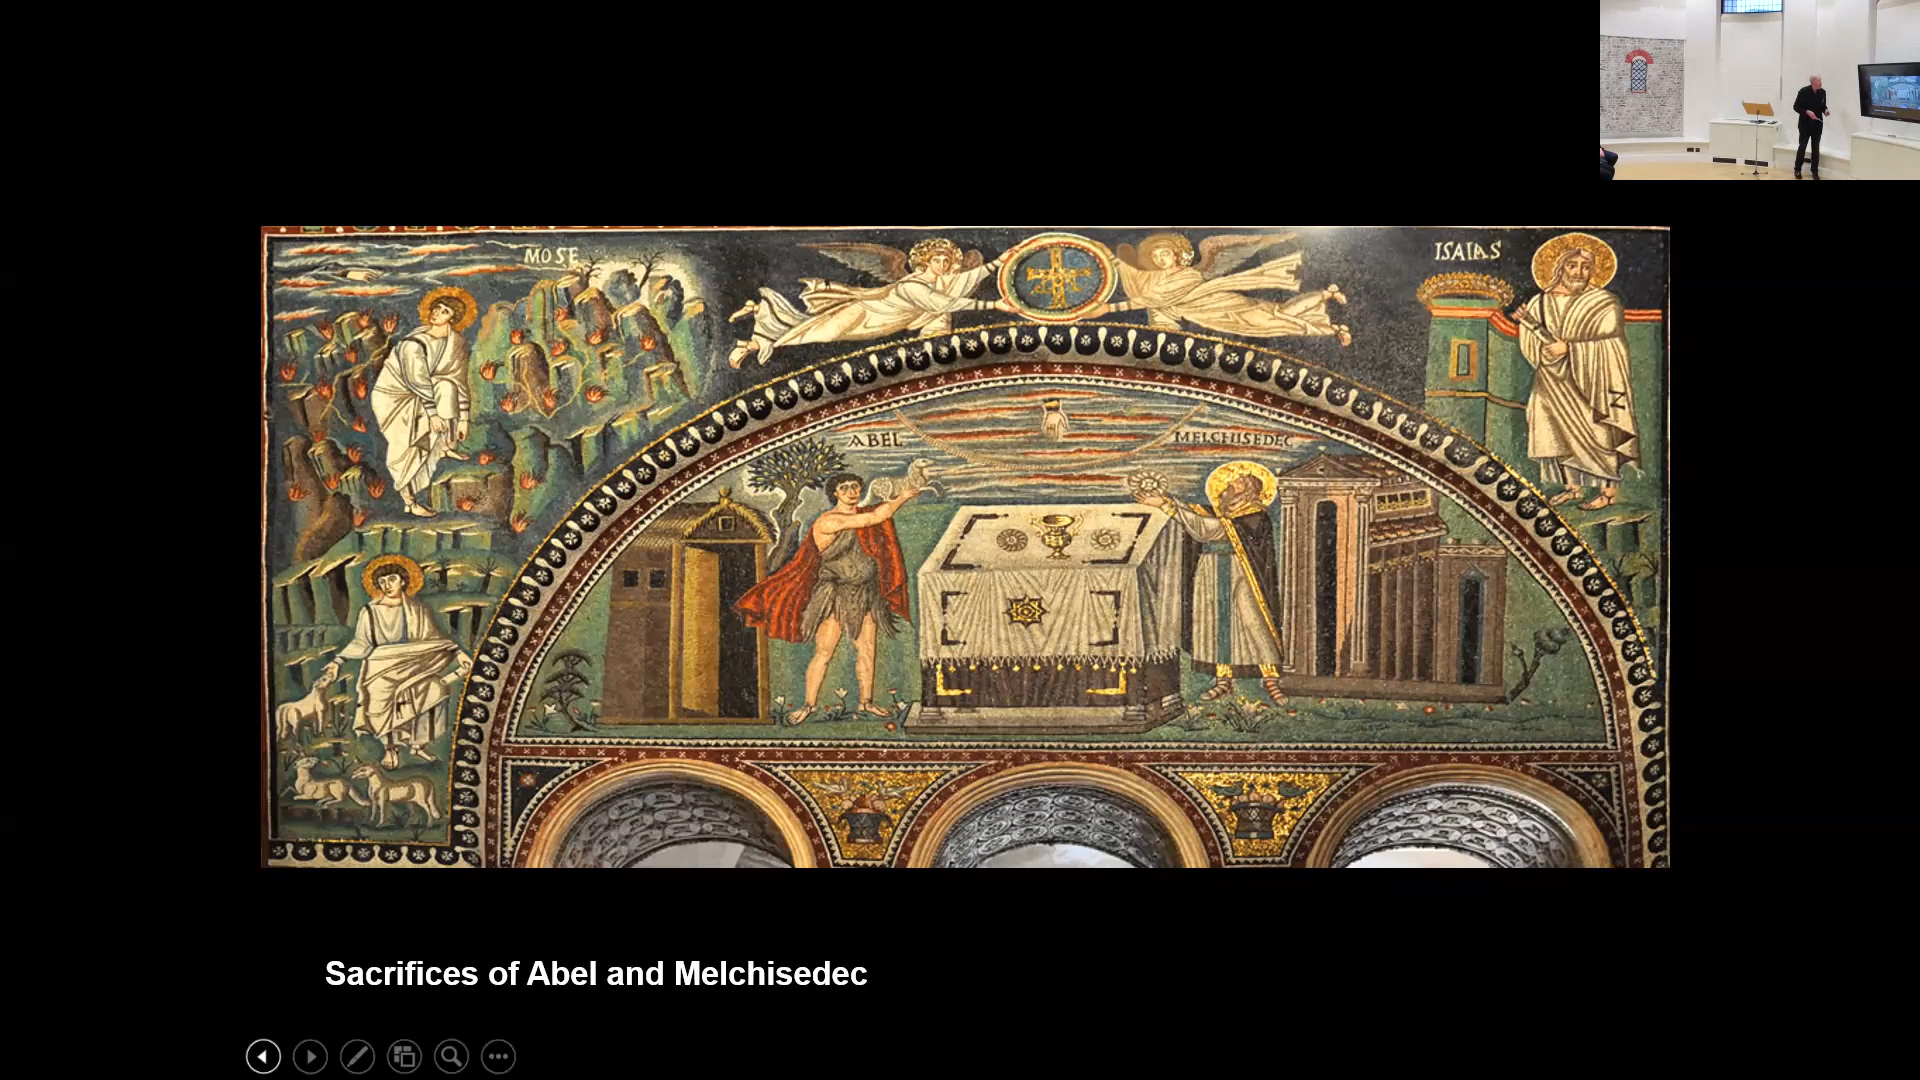 MOSE
ISAIAS
ABEL
MELCHISEDEC
Sacrifices of Abel and Melchisedec